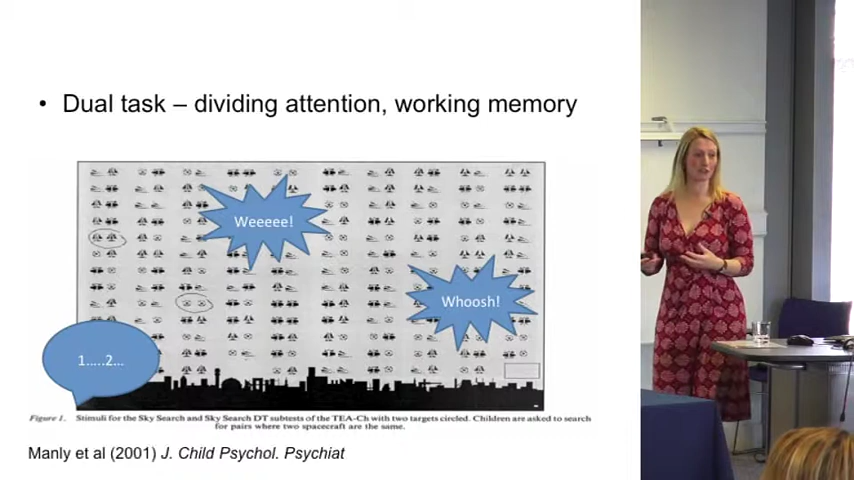 • Dual task – dividing attention, working memory
Weeeee!
Whoosh!
1.....2...
Figure 1. Stimuli for the Sky Search and Sky Search DT subtests of the TEA-Ch with two targets circled. Children are asked to search
for pairs where two spacecraft are the same.
Manly et al (2001) J. Child Psychol. Psychiat